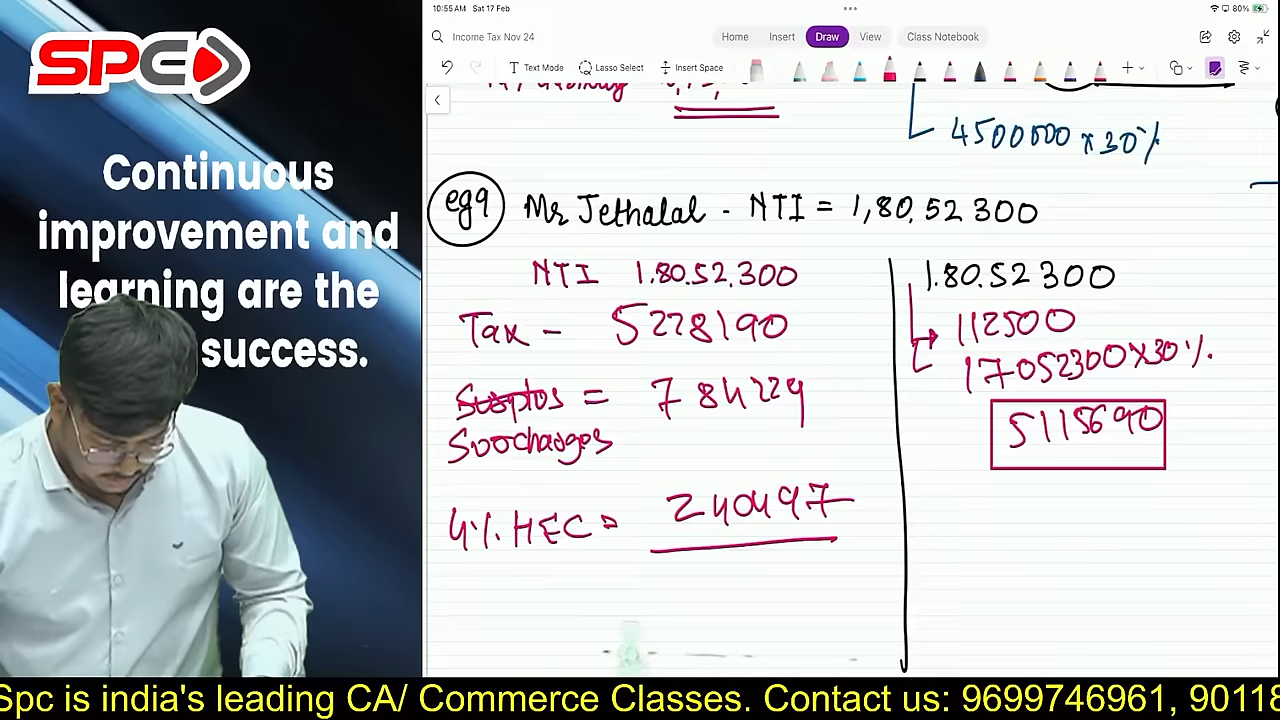 10:55 AM Sat 17 Feb
80%
Income Tax Nov 24
Home Insert Draw View Class Notebook
Text Mode Lasso Select Insert Space
SPC
Continuous
improvement and
learning are the
success.
4500000 x 30%
eg 9 Mr Jethalal - NTI = 1,80,52 300
NTI 1.80.52.300
Tax - 5228190
= 784229
Surcharges
4% HEC = 240497
1.80.52 300
112500
17052300 x 30%.
5115690
Spc is india's leading CA/ Commerce Classes. Contact us: 9699746961, 90118